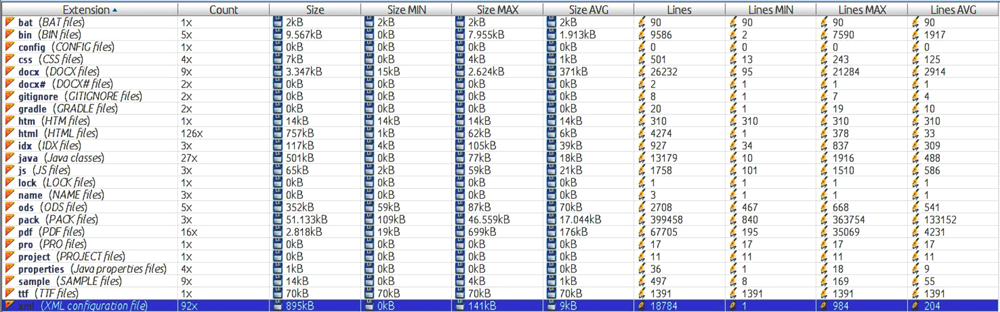 Extension Count Size Size MIN Size MAX Size AVG Lines Lines MIN Lines MAX Lines AVG
bat (BAT files) 1x 2kB 2kB 2kB 2kB 90 90 90 90
bin (BIN files) 5x 9.567kB 0kB 7.955kB 1.913kB 9586 2 7590 1917
config (CONFIG files) 1x 0kB 0kB 0kB 0kB 0 0 0 0
css (CSS files) 4x 7kB 0kB 4kB 1kB 501 13 243 125
docx (DOCX files) 9x 3.347kB 15kB 2.624kB 371kB 26232 95 21284 2914
docx# (DOCX# files) 2x 0kB 0kB 0kB 0kB 2 1 1 1
gitignore (GITIGNORE files) 2x 0kB 0kB 0kB 0kB 8 1 7 4
gradle (GRADLE files) 2x 0kB 0kB 0kB 0kB 20 1 19 10
htm (HTM files) 1x 14kB 14kB 14kB 14kB 310 310 310 310
html (HTML files) 126x 757kB 1kB 62kB 6kB 4274 1 378 33
idx (IDX files) 3x 117kB 4kB 105kB 39kB 927 34 837 309
java (Java classes) 27x 501kB 0kB 77kB 18kB 13179 10 1916 488
js (JS files) 3x 65kB 2kB 59kB 21kB 1758 101 1510 586
lock (LOCK files) 1x 0kB 0kB 0kB 0kB 1 1 1 1
name (NAME files) 3x 0kB 0kB 0kB 0kB 3 1 1 1
ods (ODS files) 5x 352kB 59kB 87kB 70kB 2708 467 668 541
pack (PACK files) 3x 51.133kB 109kB 46.559kB 17.044kB 399458 840 363754 133152
pdf (PDF files) 16x 2.818kB 19kB 699kB 176kB 67705 195 35069 4231
pro (PRO files) 1x 0kB 0kB 0kB 0kB 17 17 17 17
project (PROJECT files) 1x 0kB 0kB 0kB 0kB 11 11 11 11
properties (Java properties files) 4x 1kB 0kB 0kB 0kB 36 1 18 9
sample (SAMPLE files) 9x 14kB 0kB 4kB 1kB 497 8 169 55
ttf (TTF files) 1x 70kB 70kB 70kB 70kB 1391 1391 1391 1391
xml (XML configuration file) 92x 895kB 0kB 141kB 9kB 18784 1 984 204